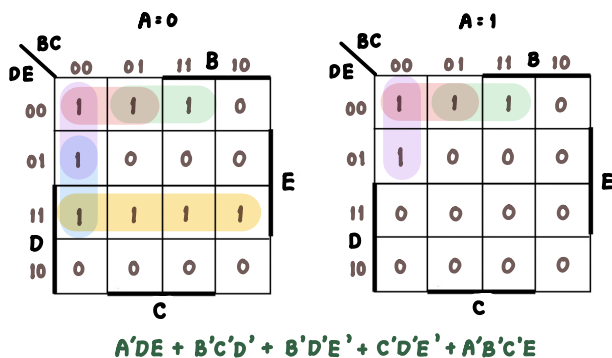 A=0 A=1
BC BC
DE 00 01 11 B 10 DE 00 01 11 B 10
00 1 1 1 0 00 1 1 1 0
01 1 0 0 0 01 1 0 0 0
E E
11 1 1 1 1 11 0 0 0 0
D D
10 0 0 0 0 10 0 0 0 0
C C
A'DE + B'C'D' + B'D'E' + C'D'E' + A'B'C'E